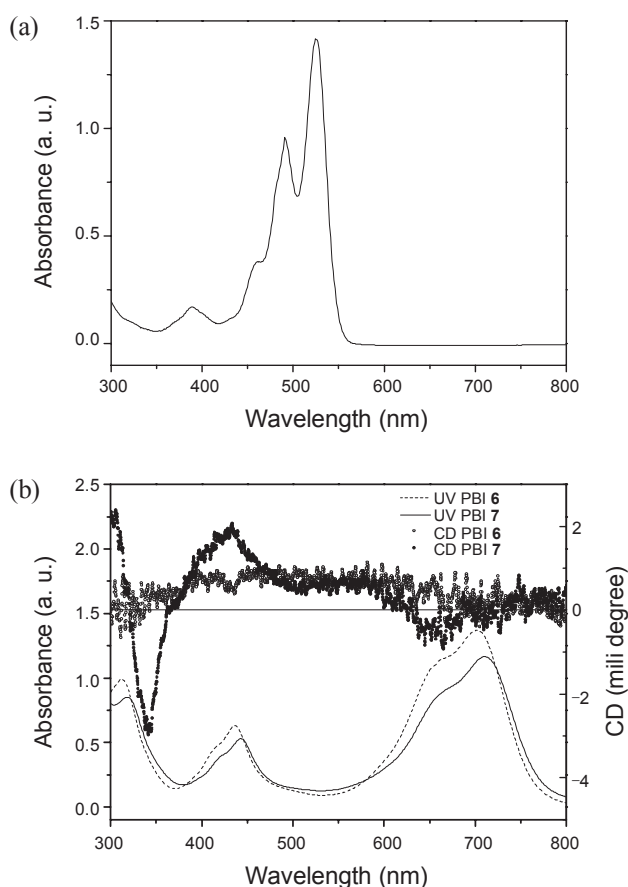 (a)
1.5
1.0
0.5
0.0
Absorbance (a. u.)
300 400 500 600 700 800
Wavelength (nm)
(b)
2.5
2.0
1.5
1.0
0.5
0.0
Absorbance (a. u.)
UV PBI 6
UV PBI 7
CD PBI 6
CD PBI 7
2
0
−2
−4
CD (mili degree)
300 400 500 600 700 800
Wavelength (nm)